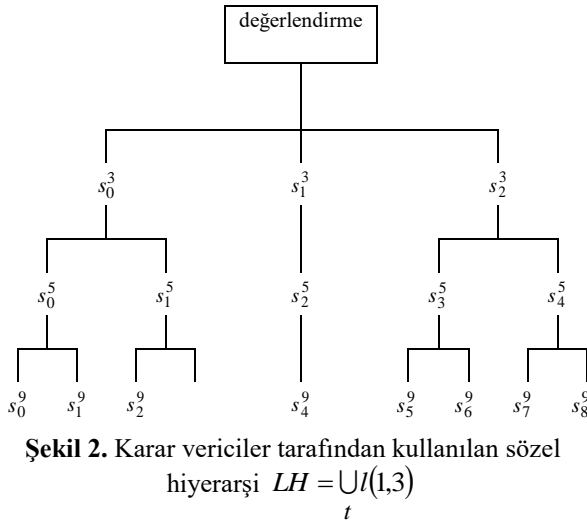 değerlendirme
s_0^3 s_1^3 s_2^3
s_0^5 s_1^5 s_2^5 s_3^5 s_4^5
s_0^9 s_1^9 s_2^9 s_4^9 s_5^9 s_6^9 s_7^9 s_8^9
Şekil 2. Karar vericiler tarafından kullanılan sözel
hiyerarşi LH = ⋃l(1,3)
t